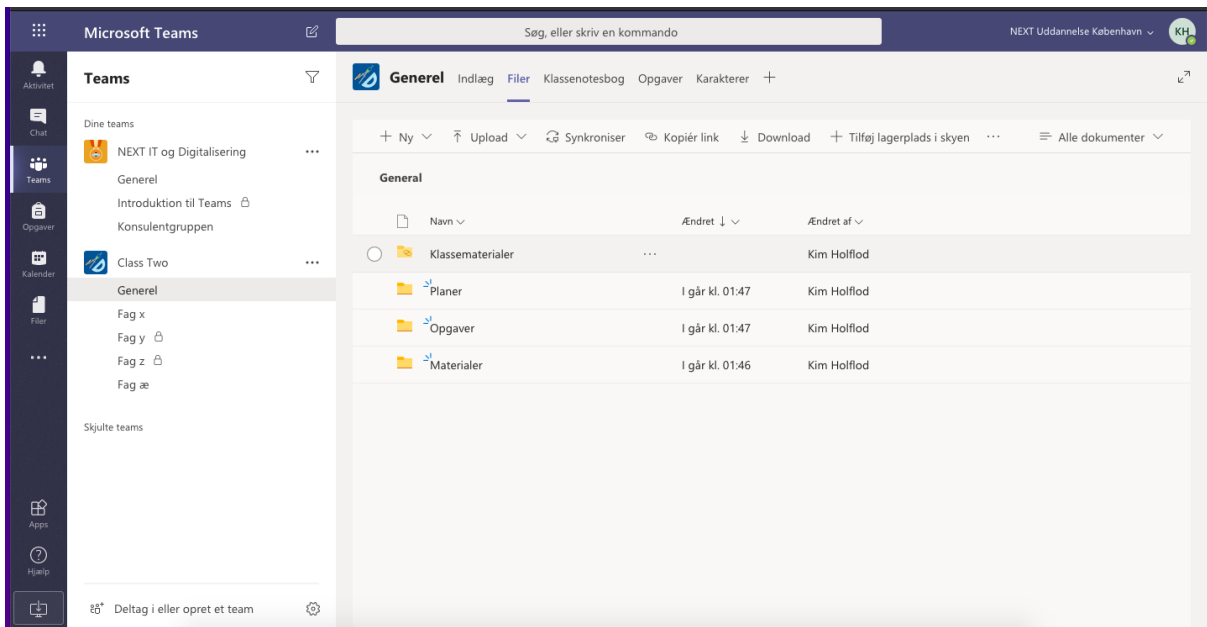 Microsoft Teams
Søg, eller skriv en kommando
NEXT Uddannelse København
KH
Aktivitet
Chat
Teams
Opgaver
Kalender
Filer
Apps
Hjælp
Teams
Dine teams
NEXT IT og Digitalisering
Generel
Introduktion til Teams
Konsulentgruppen
Class Two
Generel
Fag x
Fag y
Fag z
Fag æ
Skjulte teams
Deltag i eller opret et team
Generel Indlæg Filer Klassenotesbog Opgaver Karakterer
Ny Upload Synkroniser Kopiér link Download Tilføj lagerplads i skyen Alle dokumenter
General
Navn Ændret ↓ Ændret af
Klassematerialer Kim Holflod
Planer I går kl. 01:47 Kim Holflod
Opgaver I går kl. 01:47 Kim Holflod
Materialer I går kl. 01:46 Kim Holflod